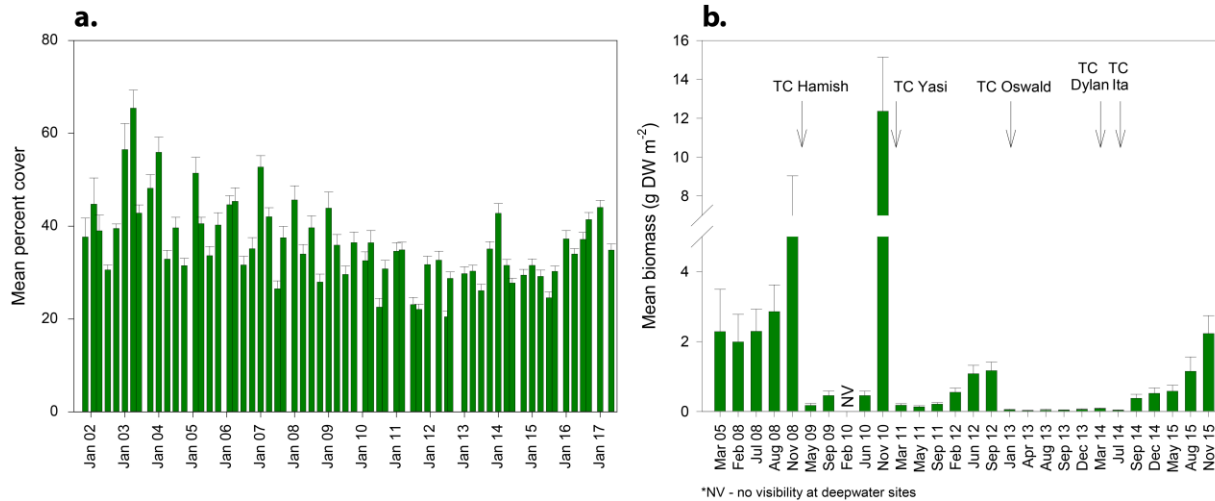 a.
Mean percent cover
80
60
40
20
0
Jan 02
Jan 03
Jan 04
Jan 05
Jan 06
Jan 07
Jan 08
Jan 09
Jan 10
Jan 11
Jan 12
Jan 13
Jan 14
Jan 15
Jan 16
Jan 17
b.
Mean biomass (g DW m-2)
16
14
12
10
8
4
2
0
TC Hamish
TC Yasi
TC Oswald
TC
Dylan
TC
Ita
NV
Mar 05
Feb 08
Jul 08
Aug 08
Nov 08
May 09
Sep 09
Feb 10
Jun 10
Nov 10
Mar 11
May 11
Sep 11
Feb 12
Jun 12
Sep 12
Jan 13
Apr 13
Aug 13
Sep 13
Dec 13
Mar 14
Jul 14
Sep 14
Dec 14
May 15
Aug 15
Nov 15
*NV - no visibility at deepwater sites